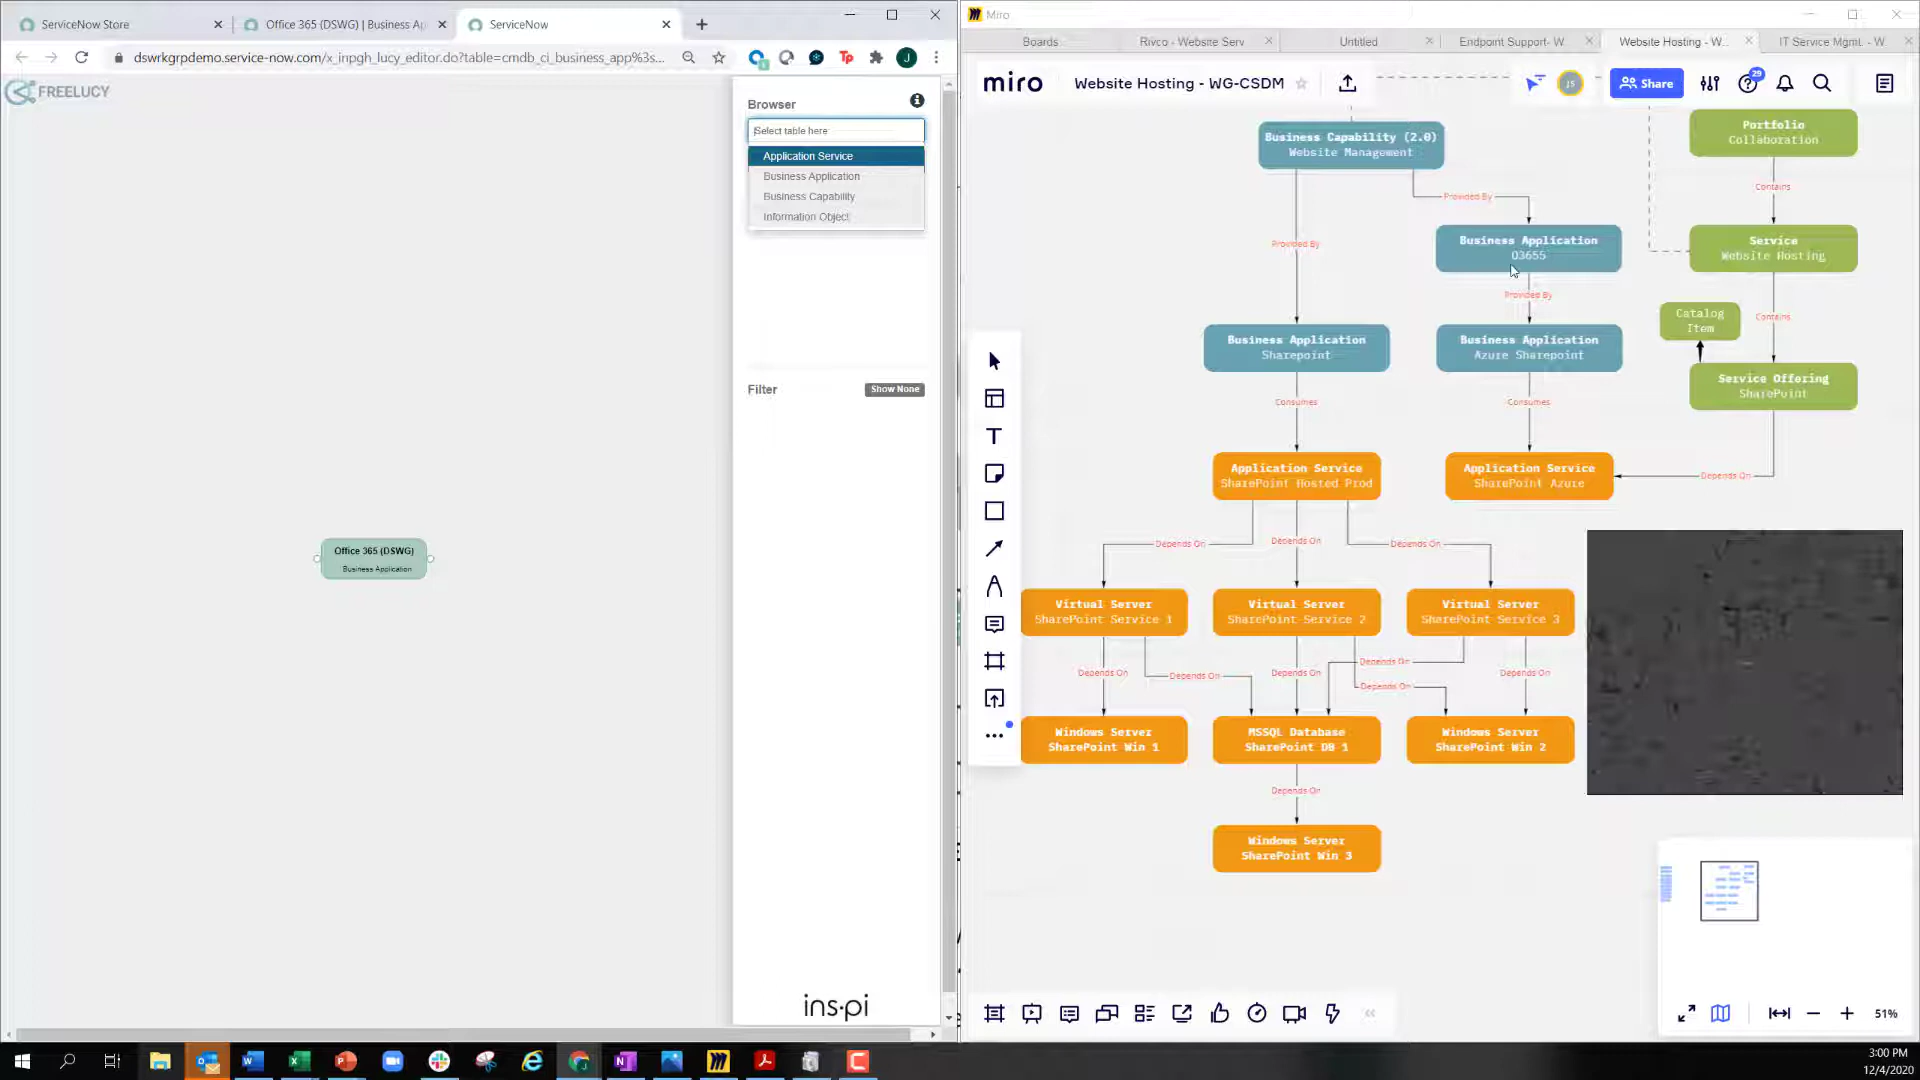 ServiceNow Store
Office 365 (DSWG) | Business Ap
ServiceNow
dswrkgrpdemo.service-now.com/x_inpgh_lucy_editor.do?table=cmdb_ci_business_app%3s...
Tp
J
FREELUCY
Browser
Select table here
Application Service
Business Application
Business Capability
Information Object
Filter
Show None
Office 365 (DSWG)
Business Application
ins·pi
Miro
Boards
Rivco - Website Serv
Untitled
Endpoint Support- W
Website Hosting - W...
IT Service Mgmt. - W
miro
Website Hosting - WG-CSDM
JS
Share
29
Business Capability (2.0)
Website Management
Provided By
Provided By
Business Application
O3655
Provided By
Business Application
Sharepoint
Business Application
Azure Sharepoint
Consumes
Consumes
Application Service
SharePoint Hosted Prod
Application Service
SharePoint Azure
Portfolio
Collaboration
Contains
Service
Website Hosting
Catalog
Item
Contains
Service Offering
SharePoint
Depends On
Depends On
Depends On
Depends On
Virtual Server
SharePoint Service 1
Virtual Server
SharePoint Service 2
Virtual Server
SharePoint Service 3
Depends On
Depends On
Depends On
Depends On
Depends On
Depends On
Windows Server
SharePoint Win 1
MSSQL Database
SharePoint DB 1
Windows Server
SharePoint Win 2
Depends On
Windows Server
SharePoint Win 3
51%
3:00 PM
12/4/2020